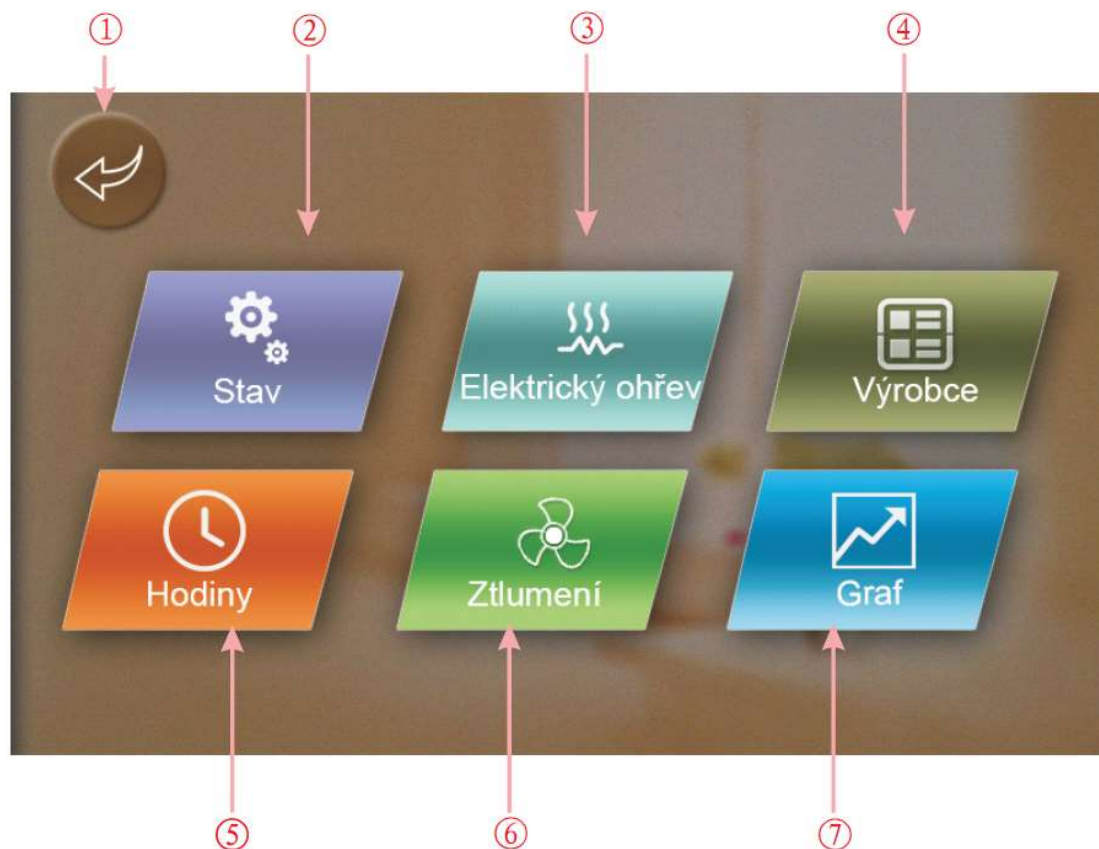 ① ② ③ ④
Stav
Elektrický ohřev
Výrobce
Hodiny
Ztlumení
Graf
⑤ ⑥ ⑦